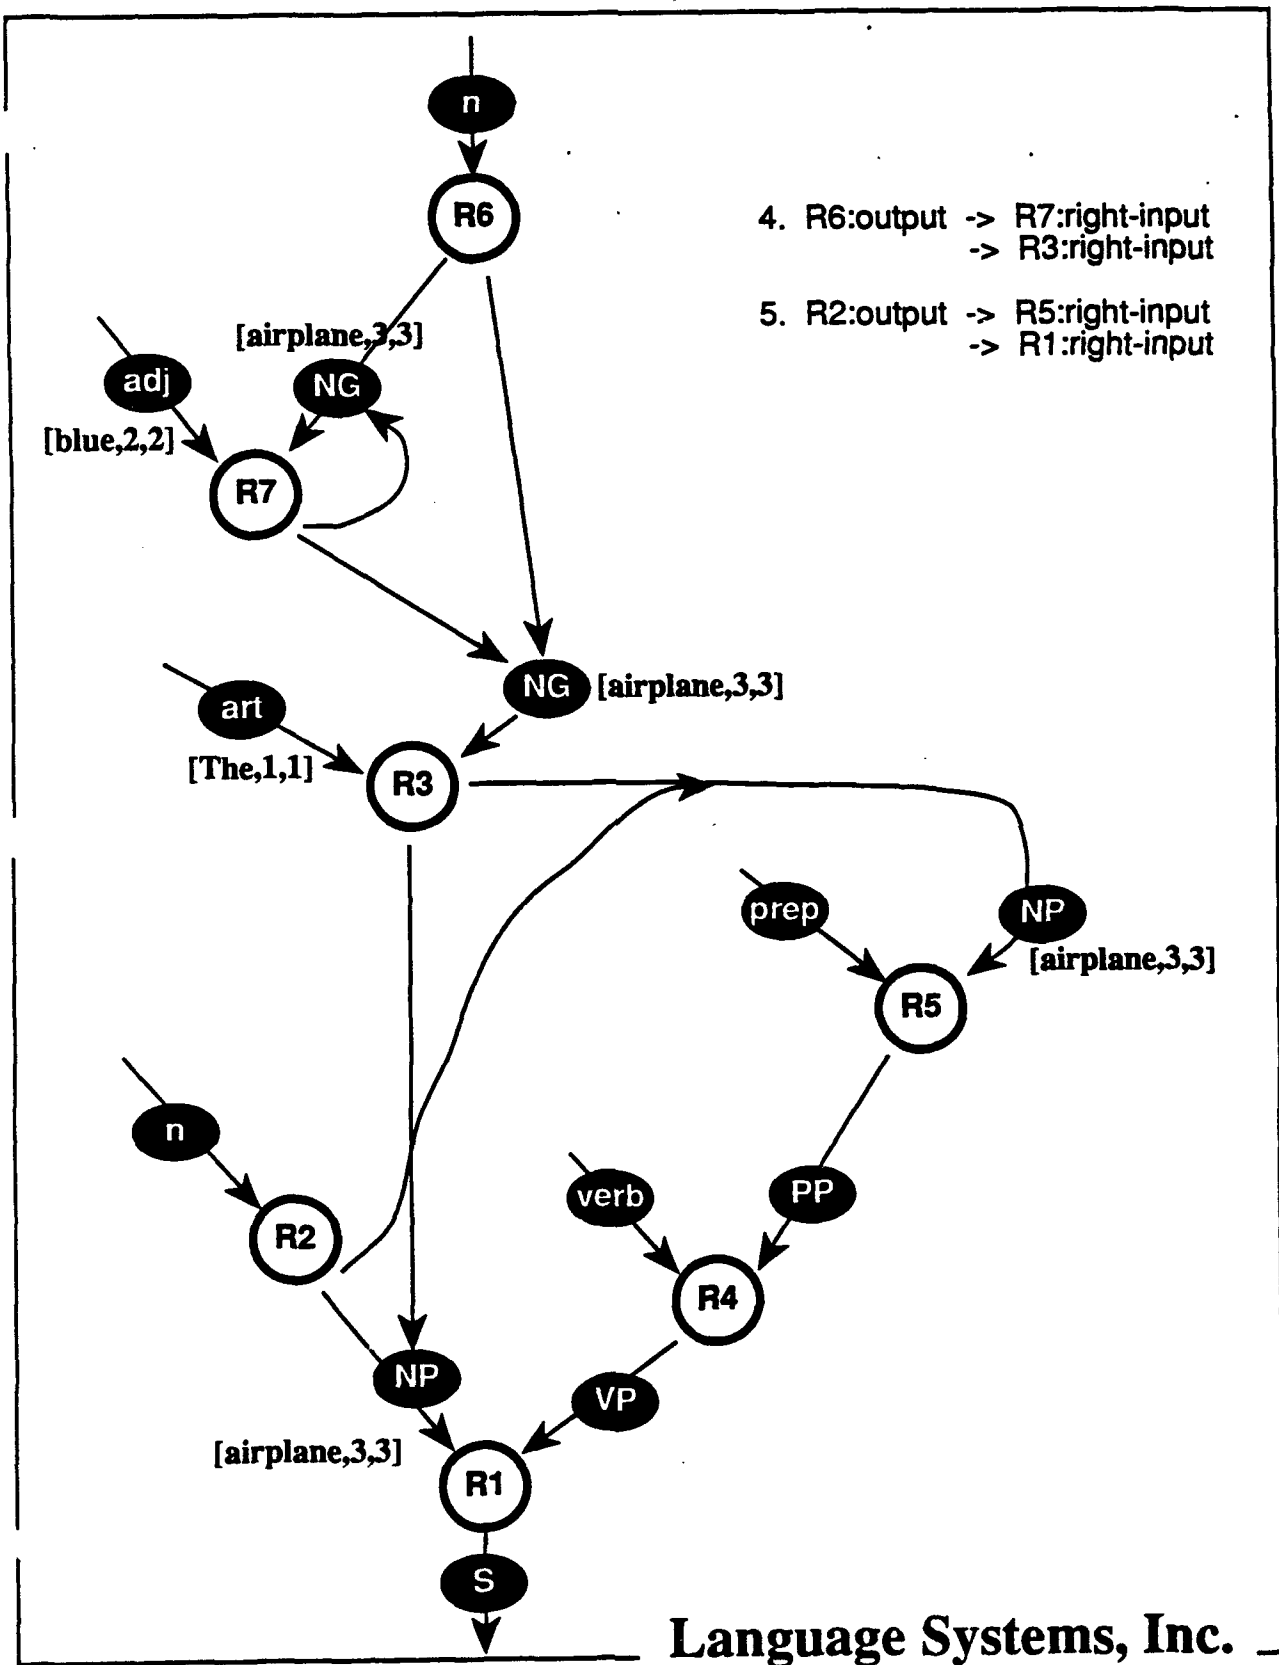 n
R6
4. R6:output -> R7:right-input
-> R3:right-input
5. R2:output -> R5:right-input
-> R1:right-input
[airplane,3,3]
adj
NG
[blue,2,2]
R7
NG
[airplane,3,3]
art
[The,1,1]
R3
prep
NP
[airplane,3,3]
R5
n
verb
PP
R2
R4
NP
VP
[airplane,3,3]
R1
S
Language Systems, Inc.